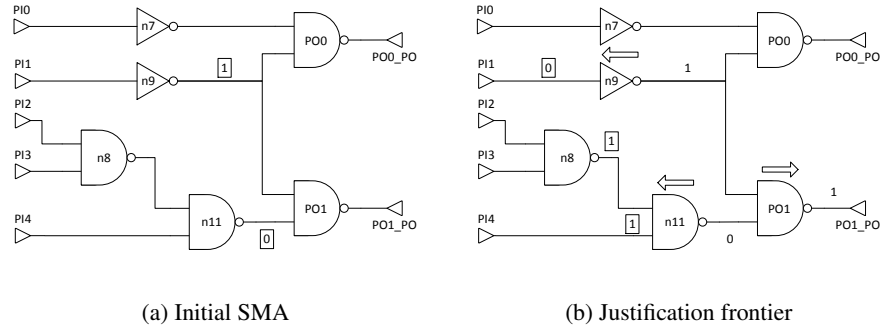 PI0
n7
PO0
PO0_PO
PI1
n9
1
PI2
PI3
n8
PI4
n11
0
PO1
PO1_PO
(a) Initial SMA
PI0
n7
PO0
PO0_PO
PI1
0
n9
1
PI2
PI3
n8
1
PI4
1
n11
0
PO1
1
PO1_PO
(b) Justification frontier